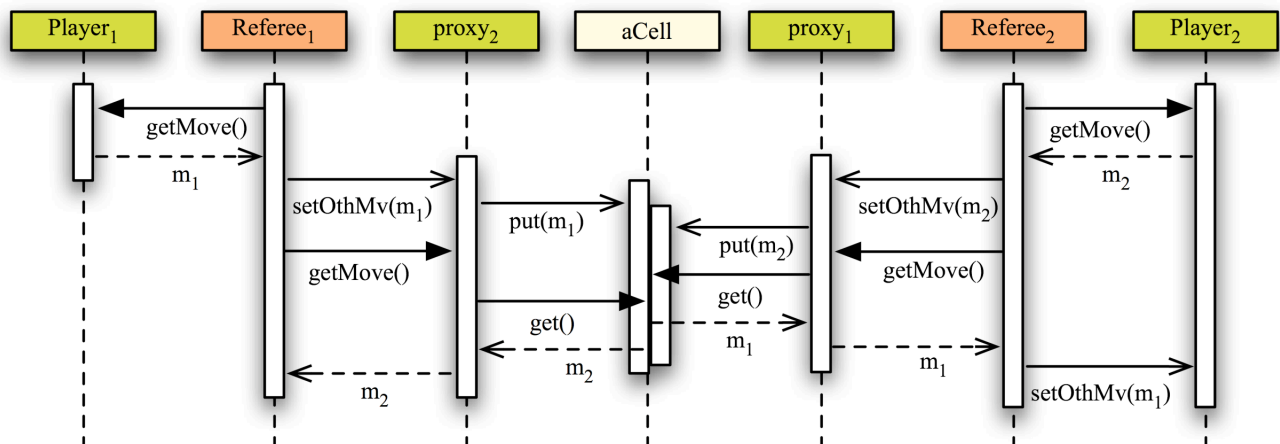 Player₁ Referee₁ proxy₂ aCell proxy₁ Referee₂ Player₂
getMove() getMove()
m₁ m₂
setOthMv(m₁) setOthMv(m₂)
put(m₁) put(m₂)
getMove() getMove()
get() get()
m₁ m₂ m₁
m₂ setOthMv(m₁)